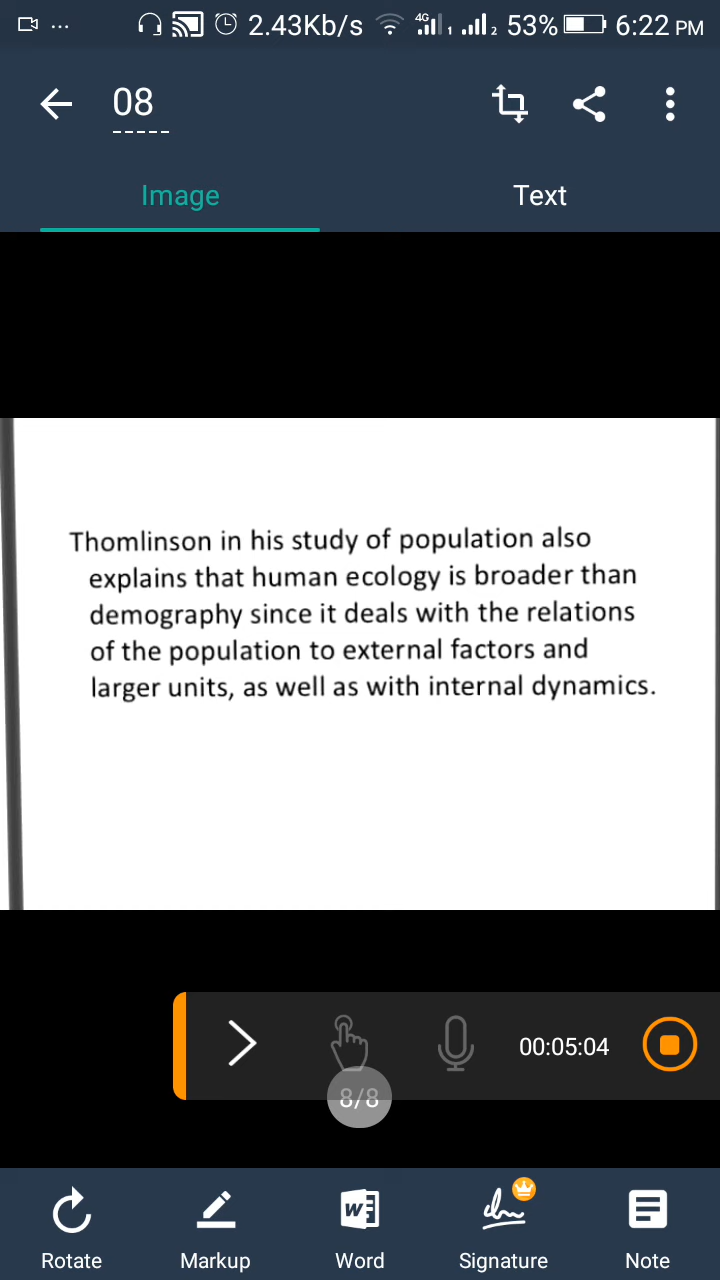 2.43Kb/s 4G 1 2 53% 6:22 PM
08
Image Text
Thomlinson in his study of population also
explains that human ecology is broader than
demography since it deals with the relations
of the population to external factors and
larger units, as well as with internal dynamics.
00:05:04
8/8
W
Rotate Markup Word Signature Note